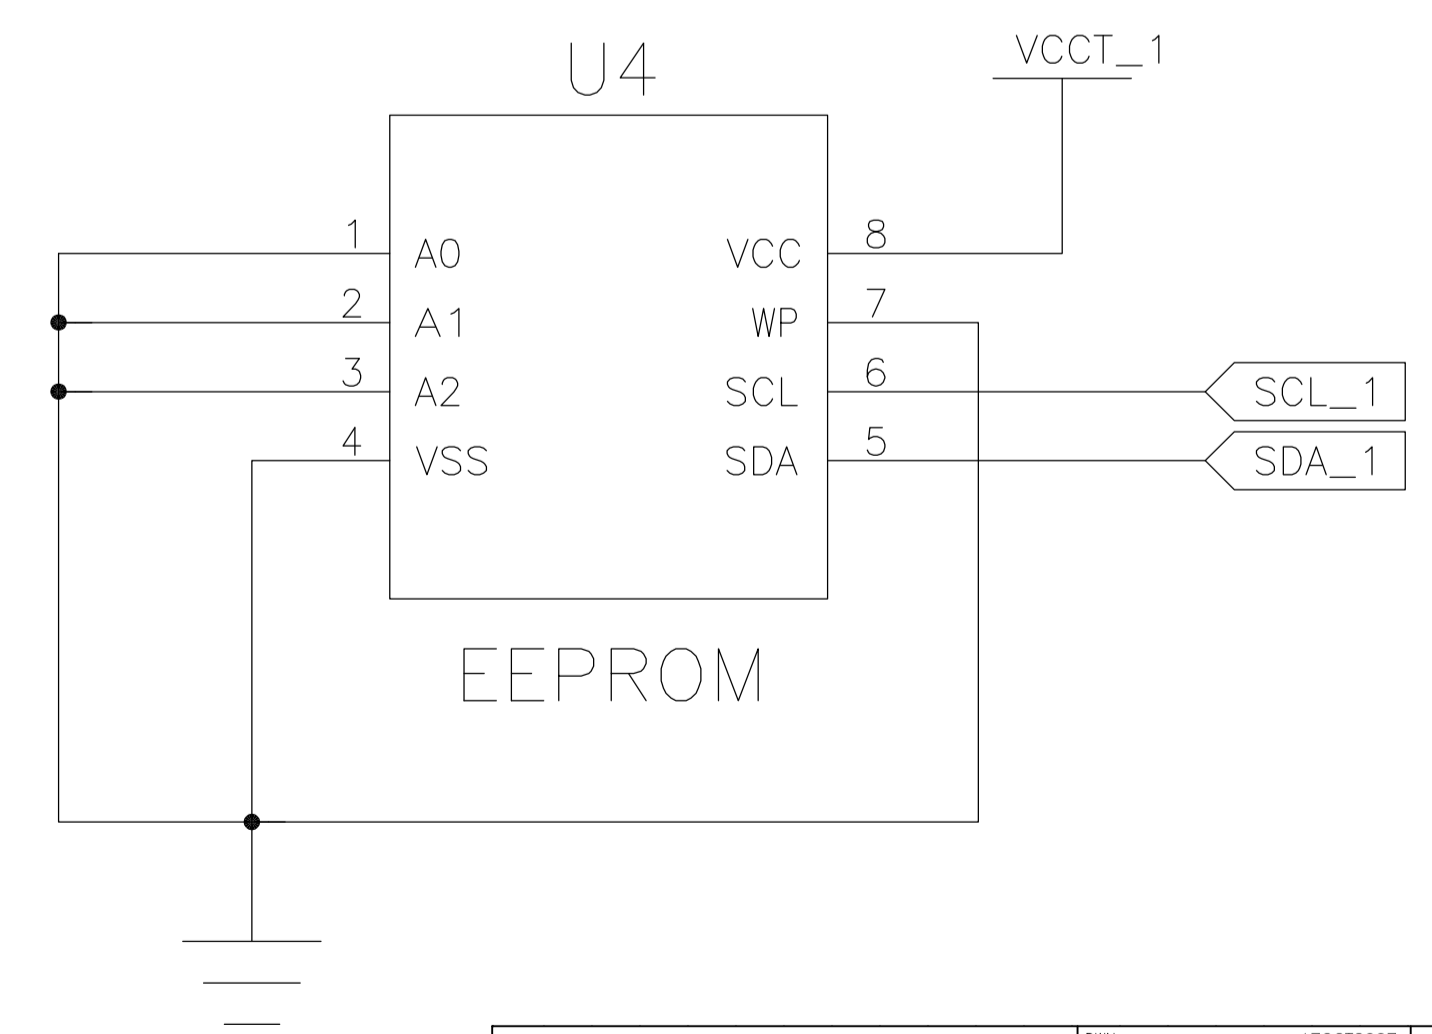 U4
VCCT_1
1 A0 VCC 8
2 A1 WP 7
3 A2 SCL 6 SCL_1
4 VSS SDA 5 SDA_1
EEPROM